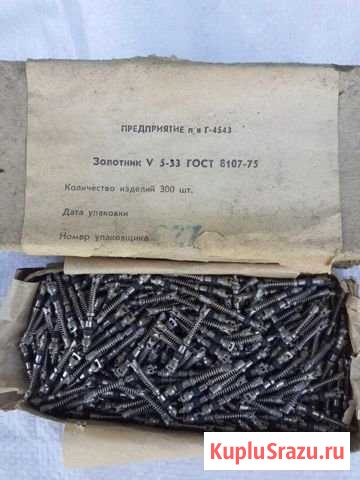 ПРЕДПРИЯТИЕ п/я Г-4543
Золотник V 5-33 ГОСТ 8107-75
Количество изделий 300 шт.
Дата упаковки
Номер упаковщика
KupluSrazu.ru